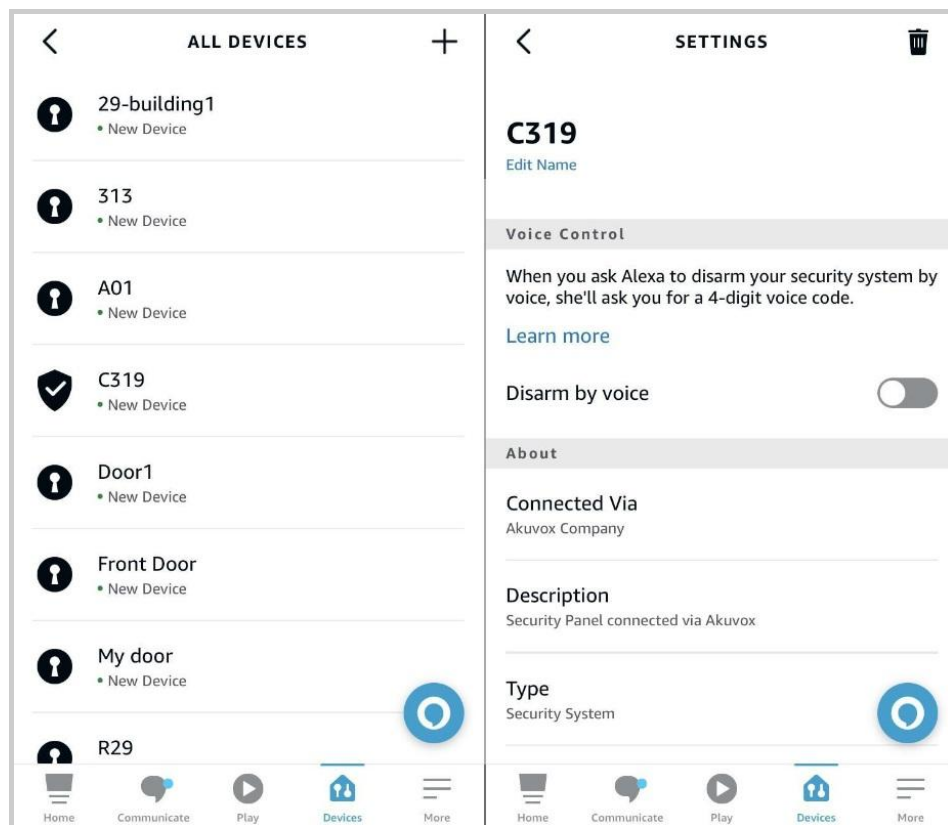 ALL DEVICES
29-building1
• New Device
313
• New Device
A01
• New Device
C319
• New Device
Door1
• New Device
Front Door
• New Device
My door
• New Device
R29
Home Communicate Play Devices More
SETTINGS
C319
Edit Name
Voice Control
When you ask Alexa to disarm your security system by
voice, she'll ask you for a 4-digit voice code.
Learn more
Disarm by voice
About
Connected Via
Akuvox Company
Description
Security Panel connected via Akuvox
Type
Security System
Home Communicate Play Devices More